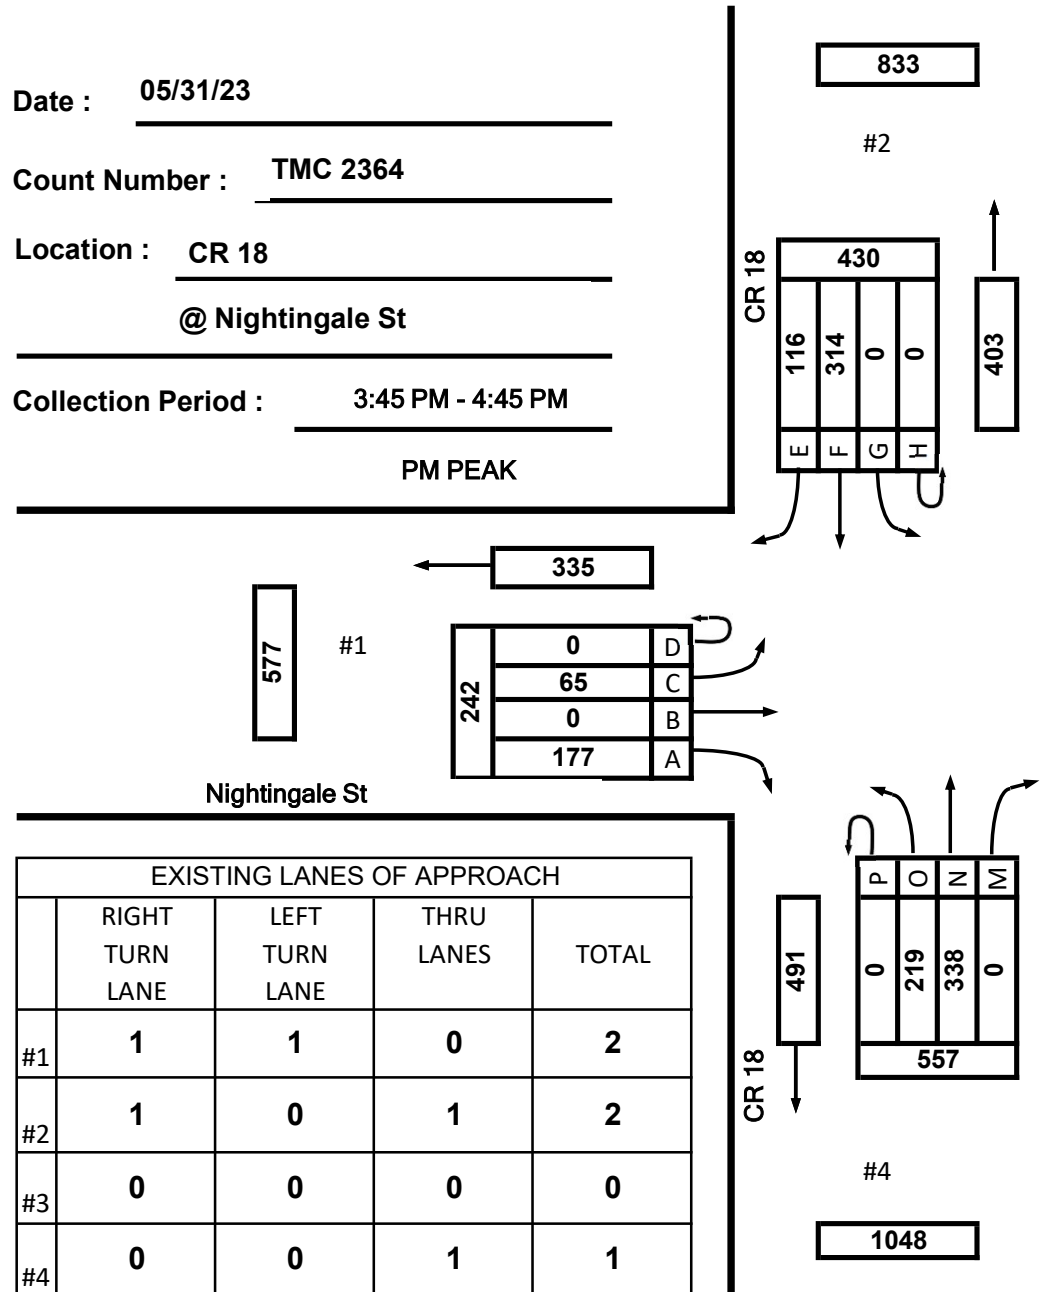 Date : 05/31/23
Count Number : TMC 2364
Location : CR 18
@ Nightingale St
Collection Period : 3:45 PM - 4:45 PM
PM PEAK
833
#2
CR 18
430
116 314 0 0
E F G H
403
335
577
#1
242
0 D
65 C
0 B
177 A
Nightingale St
P O N M
0 219 338 0
557
491
CR 18
#4
1048
EXISTING LANES OF APPROACH
RIGHT TURN LANE LEFT TURN LANE THRU LANES TOTAL
#1 1 1 0 2
#2 1 0 1 2
#3 0 0 0 0
#4 0 0 1 1